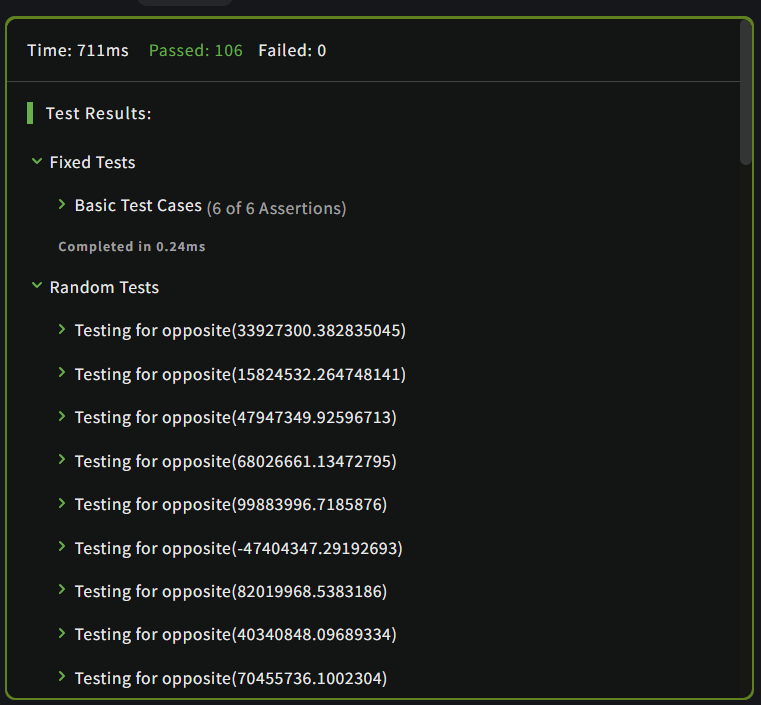 Time: 711ms Passed: 106 Failed: 0
Test Results:
Fixed Tests
Basic Test Cases (6 of 6 Assertions)
Completed in 0.24ms
Random Tests
Testing for opposite(33927300.382835045)
Testing for opposite(15824532.264748141)
Testing for opposite(47947349.92596713)
Testing for opposite(68026661.13472795)
Testing for opposite(99883996.7185876)
Testing for opposite(-47404347.29192693)
Testing for opposite(82019968.5383186)
Testing for opposite(40340848.09689334)
Testing for opposite(70455736.1002304)